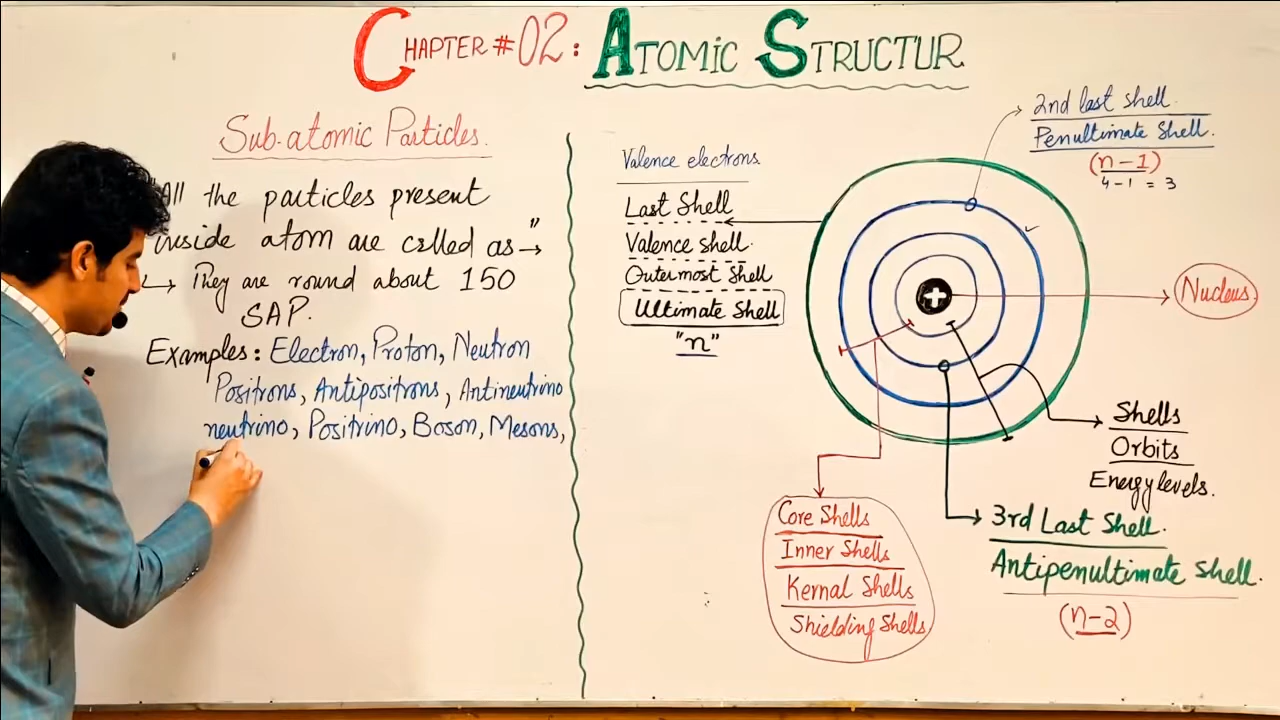 CHAPTER # 02: ATOMIC STRUCTUR
Sub-atomic Particles.
"All the particles present
inside atom are called as →"
↳ They are round about 150
SAP.
Examples: Electron, Proton, Neutron
Positrons, Antipositrons, Antineutrino
neutrino, Positrino, Boson, Mesons,
Valence electrons.
Last Shell
Valence shell.
Outermost Shell
Ultimate Shell
"n"
2nd last shell.
Penultimate Shell.
(n-1)
4-1 = 3
+
Nucleus.
Shells
Orbits
Energy levels.
3rd Last Shell.
Antipenultimate Shell.
(n-2)
Core Shells
Inner Shells
Kernal Shells
Shielding Shells